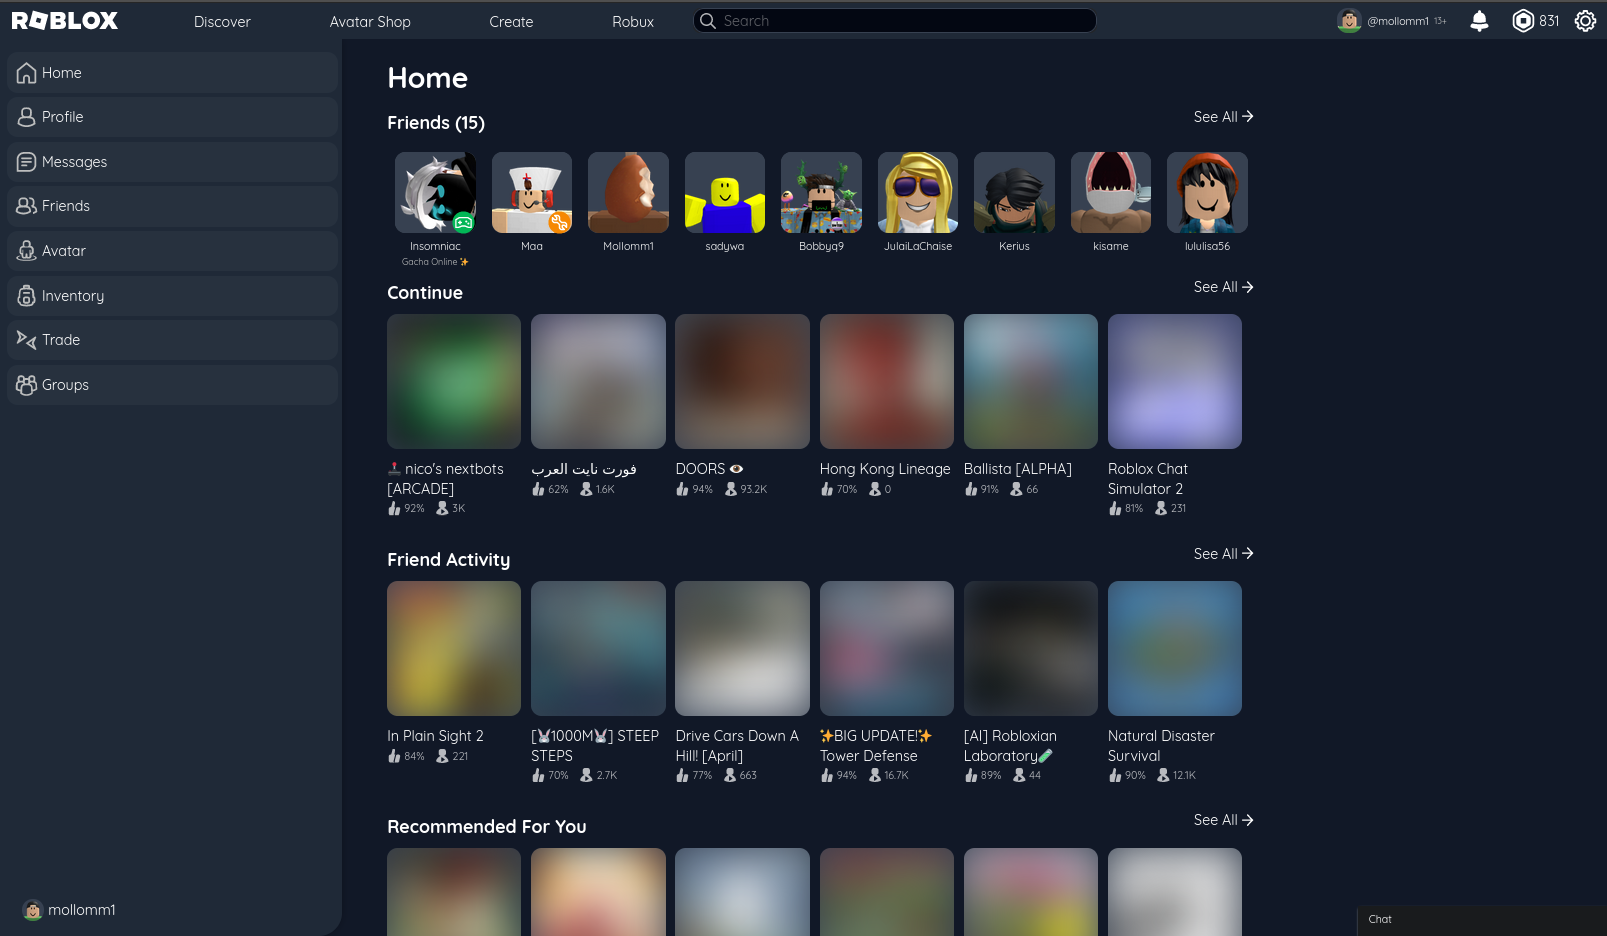 ROBLOX
Discover
Avatar Shop
Create
Robux
Search
@mollomm1 13+
831
Home
Profile
Messages
Friends
Avatar
Inventory
Trade
Groups
mollomm1
Home
Friends (15)
See All →
Insomniac
Gacha Online ✨
Maa
Mollomm1
sadywa
Bobbyq9
JulaiLaChaise
Kerius
kisame
lululisa56
Continue
See All →
🕹️ nico's nextbots
[ARCADE]
92% 3K
فورت نايت العرب
62% 1.6K
DOORS 👁️
94% 93.2K
Hong Kong Lineage
70% 0
Ballista [ALPHA]
91% 66
Roblox Chat
Simulator 2
81% 231
Friend Activity
See All →
In Plain Sight 2
84% 221
[🐰1000M🐰] STEEP
STEPS
70% 2.7K
Drive Cars Down A
Hill! [April]
77% 663
✨BIG UPDATE!✨
Tower Defense
94% 16.7K
[AI] Robloxian
Laboratory🧪
89% 44
Natural Disaster
Survival
90% 12.1K
Recommended For You
See All →
Chat